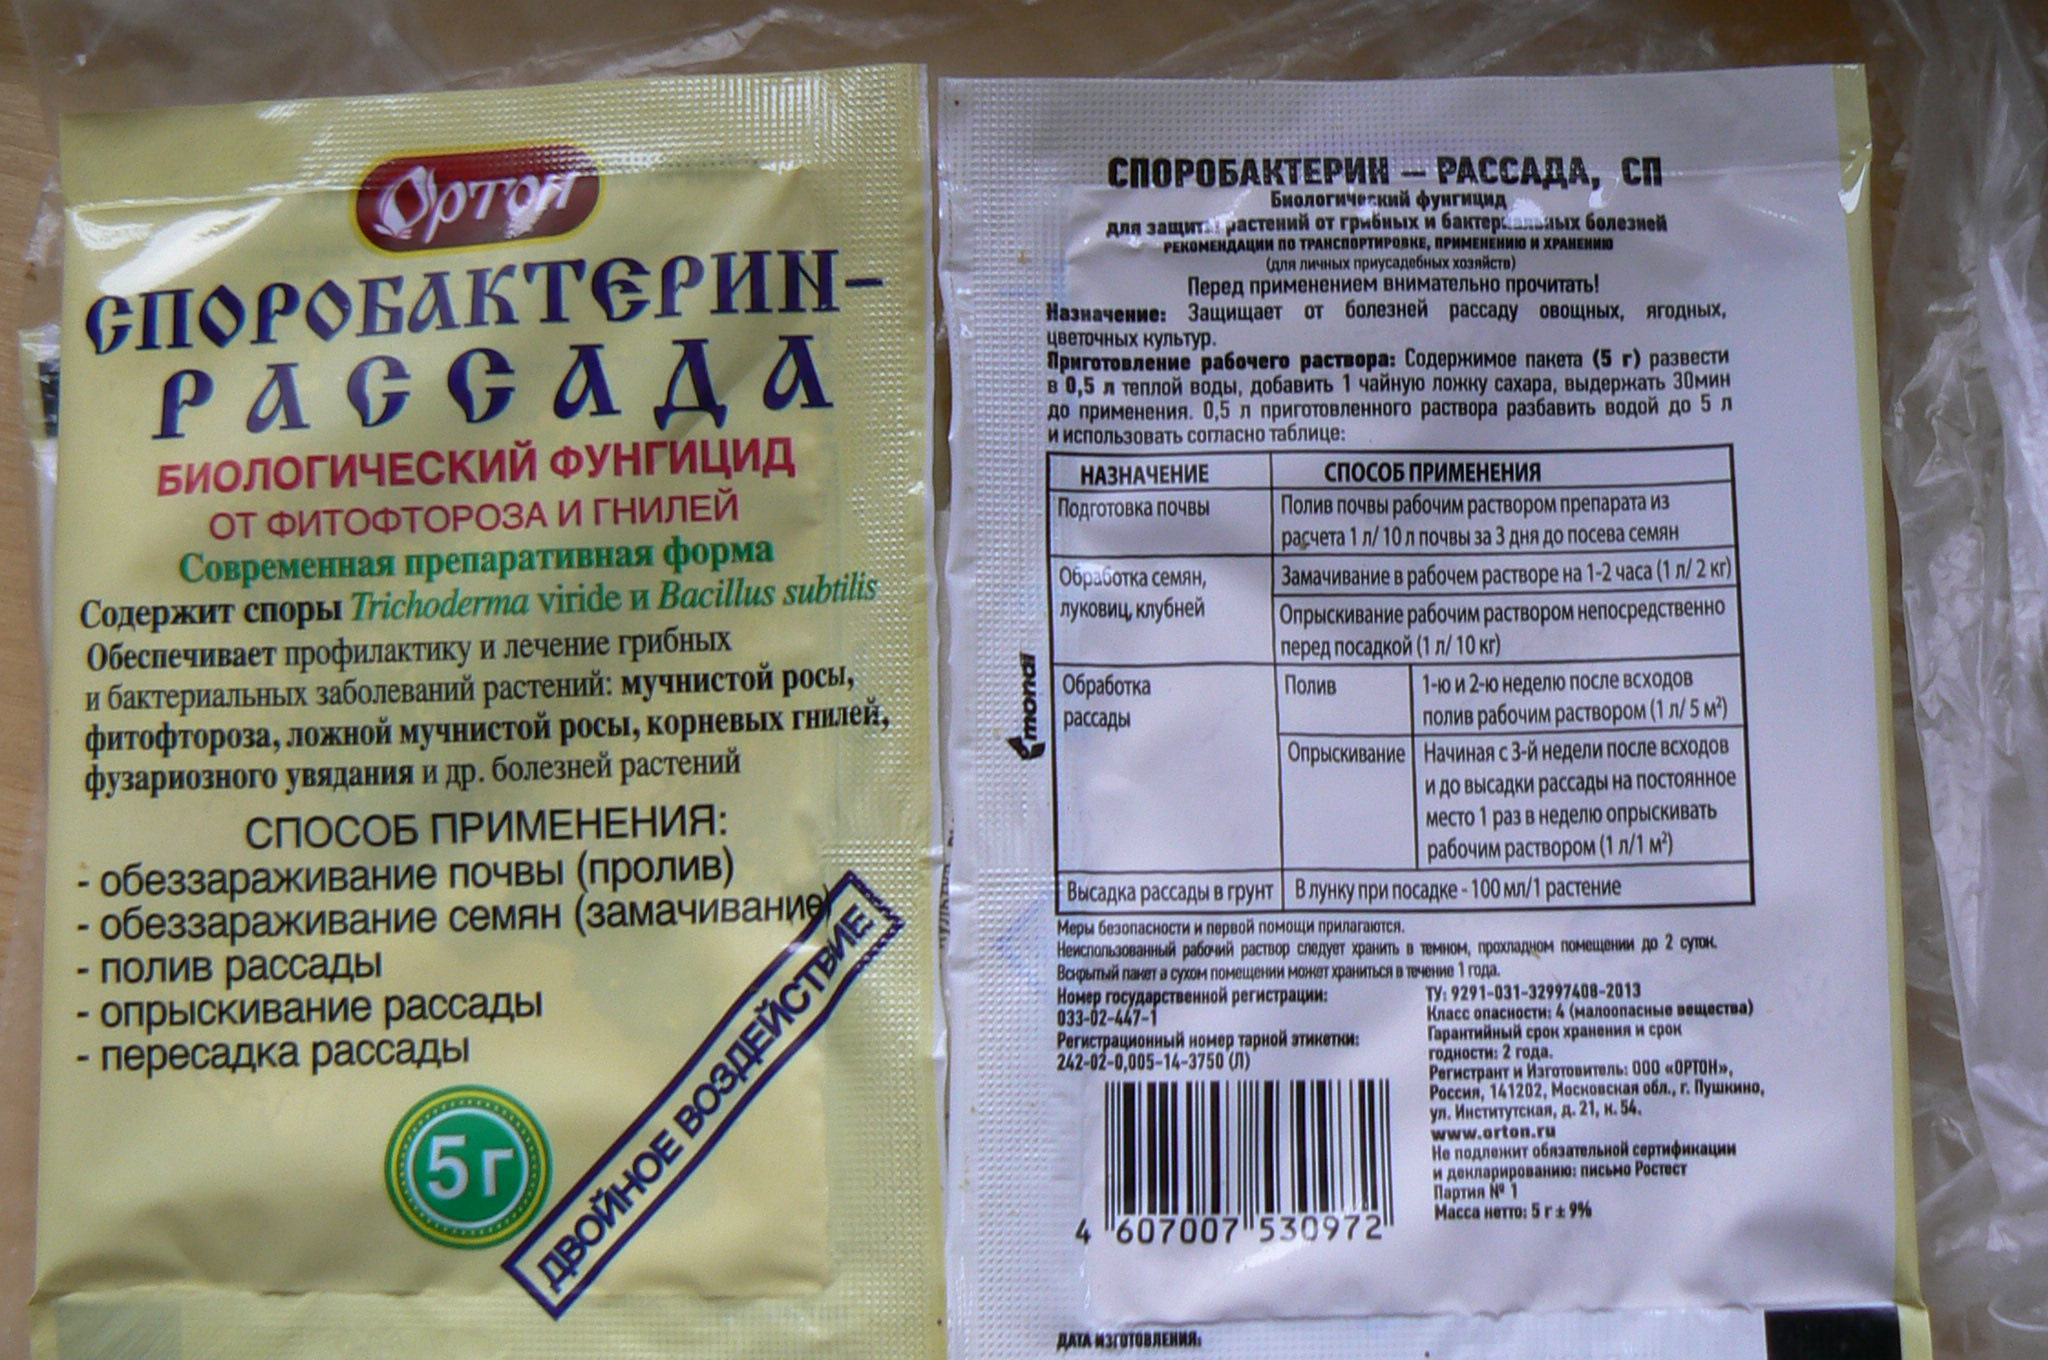 Ортон
СПОРОБАКТЕРИН-
РАССАДА
БИОЛОГИЧЕСКИЙ ФУНГИЦИД
ОТ ФИТОФТОРОЗА И ГНИЛЕЙ
Современная препаративная форма
Содержит споры Trichoderma viride и Bacillus subtilis
Обеспечивает профилактику и лечение грибных
и бактериальных заболеваний растений: мучнистой росы,
фитофтороза, ложной мучнистой росы, корневых гнилей,
фузариозного увядания и др. болезней растений
СПОСОБ ПРИМЕНЕНИЯ:
- обеззараживание почвы (пролив)
- обеззараживание семян (замачивание)
- полив рассады
- опрыскивание рассады
- пересадка рассады
5г
ДВОЙНОЕ ВОЗДЕЙСТВИЕ!
СПОРОБАКТЕРИН – РАССАДА, СП
Биологический фунгицид
для защиты растений от грибных и бактериальных болезней
РЕКОМЕНДАЦИИ ПО ТРАНСПОРТИРОВКЕ, ПРИМЕНЕНИЮ И ХРАНЕНИЮ
(для личных приусадебных хозяйств)
Перед применением внимательно прочитать!
Назначение: Защищает от болезней рассаду овощных, ягодных,
цветочных культур.
Приготовление рабочего раствора: Содержимое пакета (5 г) развести
в 0,5 л теплой воды, добавить 1 чайную ложку сахара, выдержать 30мин
до применения. 0,5 л приготовленного раствора разбавить водой до 5 л
и использовать согласно таблице:
НАЗНАЧЕНИЕ СПОСОБ ПРИМЕНЕНИЯ
Подготовка почвы Полив почвы рабочим раствором препарата из
расчета 1 л/ 10 л почвы за 3 дня до посева семян
Обработка семян, Замачивание в рабочем растворе на 1-2 часа (1 л/ 2 кг)
луковиц, клубней Опрыскивание рабочим раствором непосредственно
перед посадкой (1 л/ 10 кг)
Обработка Полив 1-ю и 2-ю неделю после всходов
рассады полив рабочим раствором (1 л/ 5 м²)
Опрыскивание Начиная с 3-й недели после всходов
и до высадки рассады на постоянное
место 1 раз в неделю опрыскивать
рабочим раствором (1 л/1 м²)
Высадка рассады в грунт В лунку при посадке - 100 мл/1 растение
mondi
Меры безопасности и первой помощи прилагаются.
Неиспользованный рабочий раствор следует хранить в темном, прохладном помещении до 2 суток.
Вскрытый пакет в сухом помещении может храниться в течение 1 года.
Номер государственной регистрации:
033-02-447-1
Регистрационный номер тарной этикетки:
242-02-0,005-14-3750 (Л)
4 607007 530972
ТУ: 9291-031-32997408-2013
Класс опасности: 4 (малоопасные вещества)
Гарантийный срок хранения и срок
годности: 2 года.
Регистрант и Изготовитель: ООО «ОРТОН»,
Россия, 141202, Московская обл., г. Пушкино,
ул. Институтская, д. 21, к. 54.
www.orton.ru
Не подлежит обязательной сертификации
и декларированию: письмо Ростест
Партия № 1
Масса нетто: 5 г ± 9%
ДАТА ИЗГОТОВЛЕНИЯ: